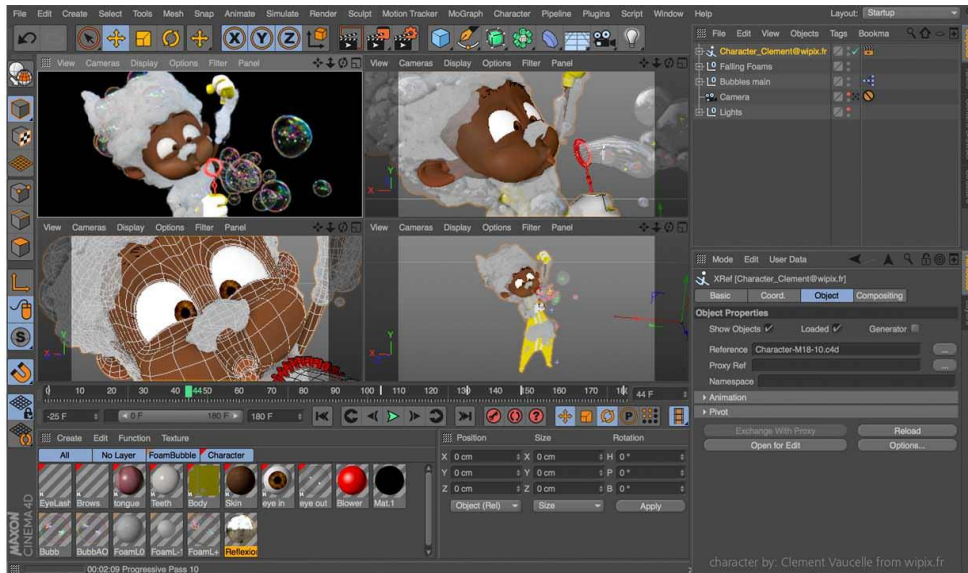 File Edit Create Select Tools Mesh Snap Animate Simulate Render Sculpt Motion Tracker MoGraph Character Pipeline Plugins Script Window Help Layout: Startup
File Edit View Objects Tags Bookma
View Cameras Display Options Filter Panel
View Cameras Display Options Filter Panel
Character_Clement@wipix.fr
Falling Foams
Bubbles main
Camera
Lights
X Y Z
View Cameras Display Options Filter Panel
View Cameras Display Options Filter Panel
Mode Edit User Data
XRef [Character_Clement@wipix.fr]
Basic Coord. Object Compositing
Object Properties
Show Objects Loaded Generator
Reference Character-M18-10.c4d
Proxy Ref
Namespace
Animation
Pivot
Exchange With Proxy Reload
Open for Edit Options...
0 10 20 30 40 44 50 60 70 80 90 100 110 120 130 140 150 160 170 18 44 F
-25 F 0 F 180 F 180 F
Create Edit Function Texture
All No Layer FoamBubble Character
EyeLash Brows tongue Teeth Body Skin eye in eye out Blower Mat.1
Bubb BubbAO FoamL0 FoamL-1 FoamL+ Reflexio
Position Size Rotation
X 0 cm X 0 cm H 0 °
Y 0 cm Y 0 cm P 0 °
Z 0 cm Z 0 cm B 0 °
Object (Rel) Size Apply
MAXON
CINEMA 4D
00:02:09 Progressive Pass 10
character by: Clement Vaucelle from wipix.fr